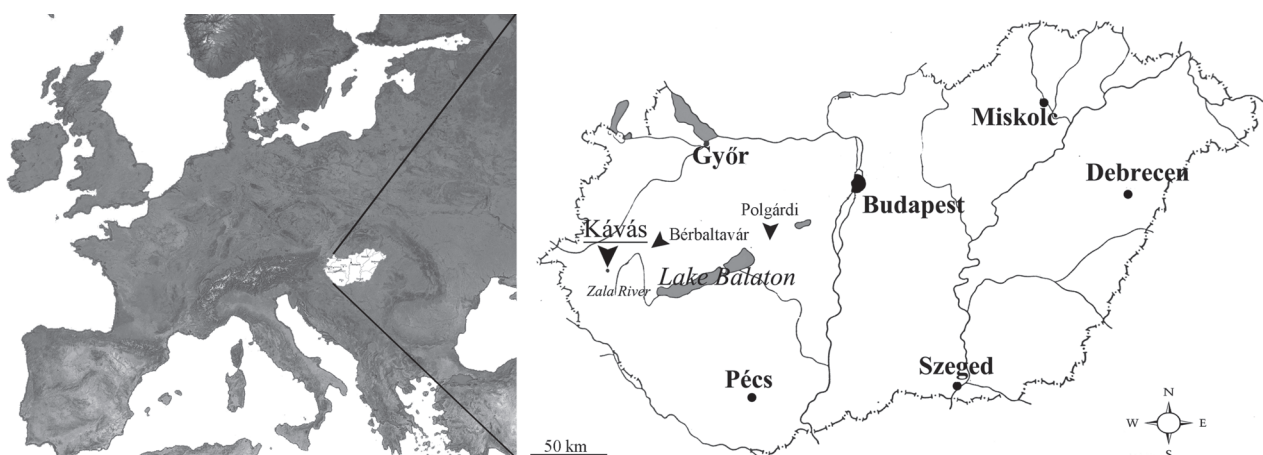 Miskolc
Győr
Debrecen
Budapest
Polgárdi
Kávás
Bérbaltavár
Lake Balaton
Zala River
Szeged
Pécs
N
W
E
S
50 km